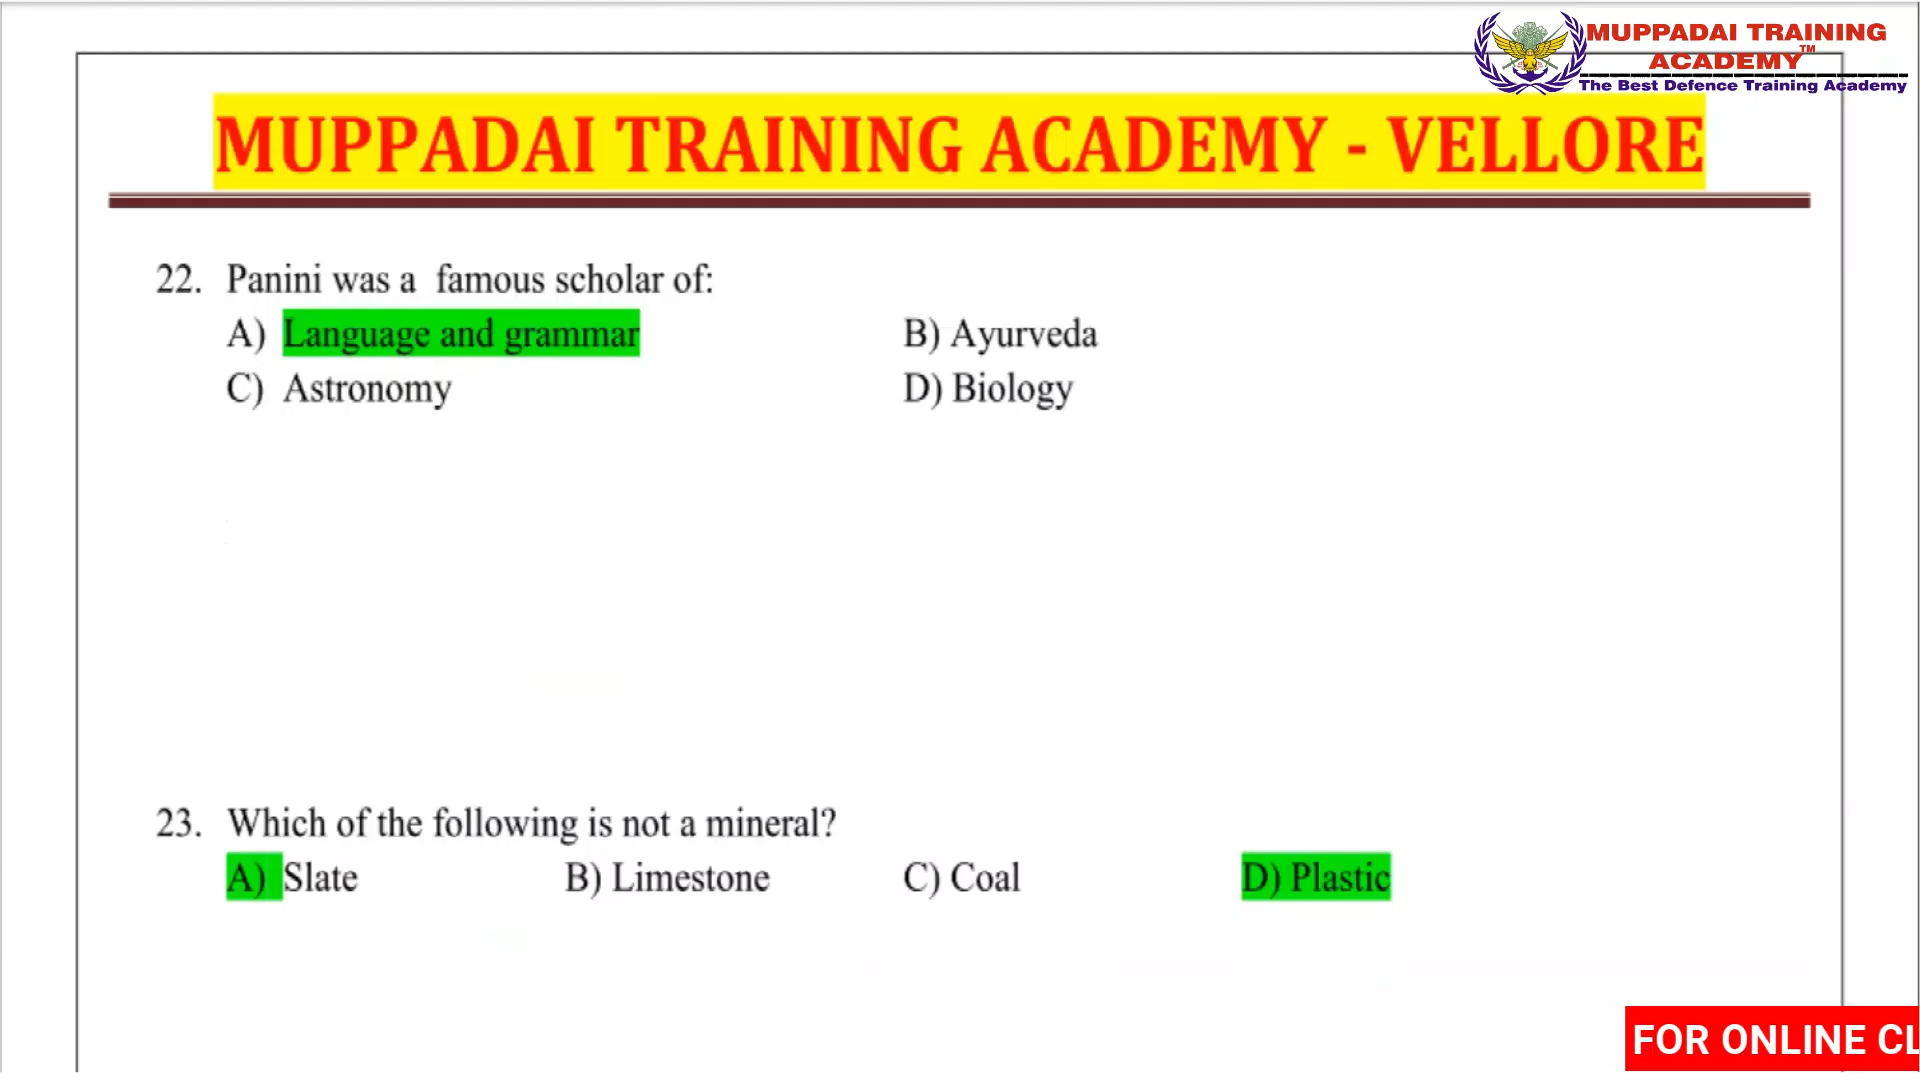 MUPPADAI TRAINING
ACADEMY™
The Best Defence Training Academy
MUPPADAI TRAINING ACADEMY - VELLORE
22. Panini was a famous scholar of:
A) Language and grammar B) Ayurveda
C) Astronomy D) Biology
23. Which of the following is not a mineral?
A) Slate B) Limestone C) Coal D) Plastic
FOR ONLINE CL